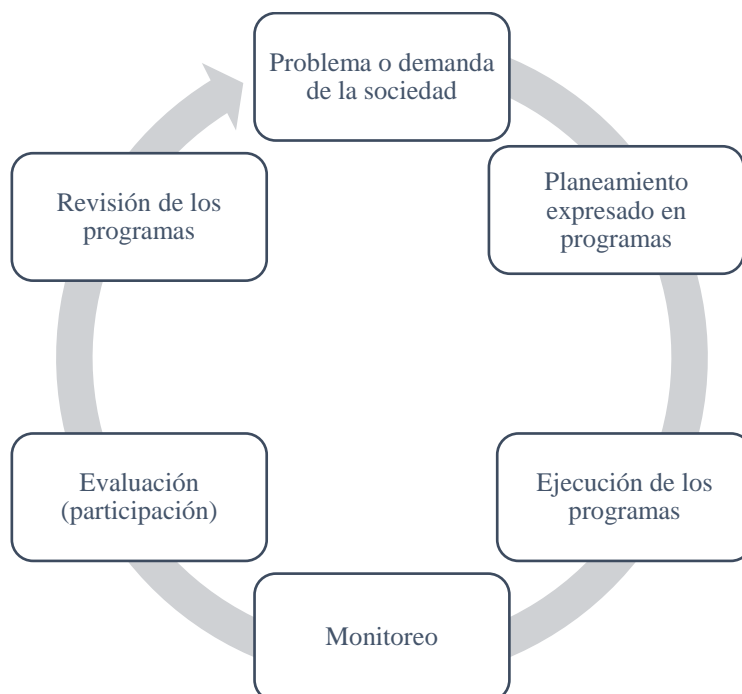 Problema o demanda
de la sociedad
Planeamiento
expresado en
programas
Ejecución de los
programas
Monitoreo
Evaluación
(participación)
Revisión de los
programas